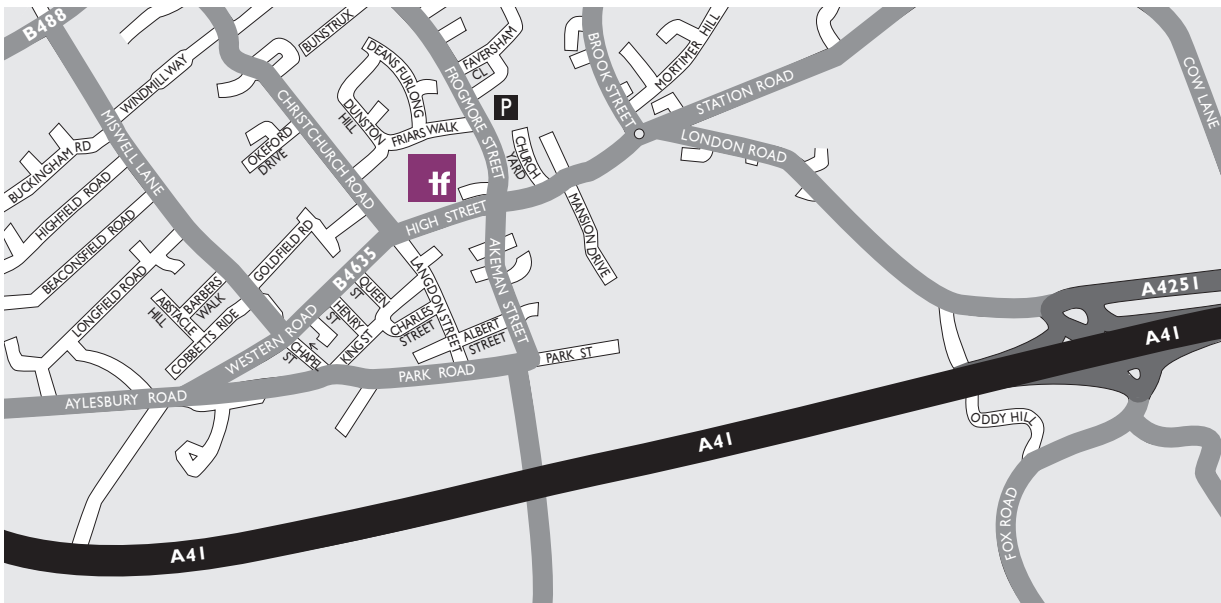 B488
BUNSTRUX
WINDMILL WAY
DEANS FURLONG
FAVERSHAM
CL
FROGMORE STREET
BROOK STREET
MORTIMER HILL
STATION ROAD
COW LANE
MISWELL LANE
CHRISTCHURCH ROAD
DUNSTON
HILL
FRIARS WALK
P
OKEFORD
DRIVE
CHURCH
YARD
LONDON ROAD
BUCKINGHAM RD
HIGHFIELD ROAD
BEACONSFIELD ROAD
LONGFIELD ROAD
tf
HIGH STREET
MANSION DRIVE
GOLDFIELD RD
B4635
AKEMAN STREET
LANGDON STREET
QUEEN
ST
HENRY
ST
BARBERS
WALK
ABSTACLE
HILL
COBBETTS RIDE
WESTERN ROAD
CHAPEL
ST
KING ST
CHARLES
STREET
ALBERT
STREET
PARK ST
PARK ROAD
AYLESBURY ROAD
A4251
A41
A41
A41
ODDY HILL
FOX ROAD